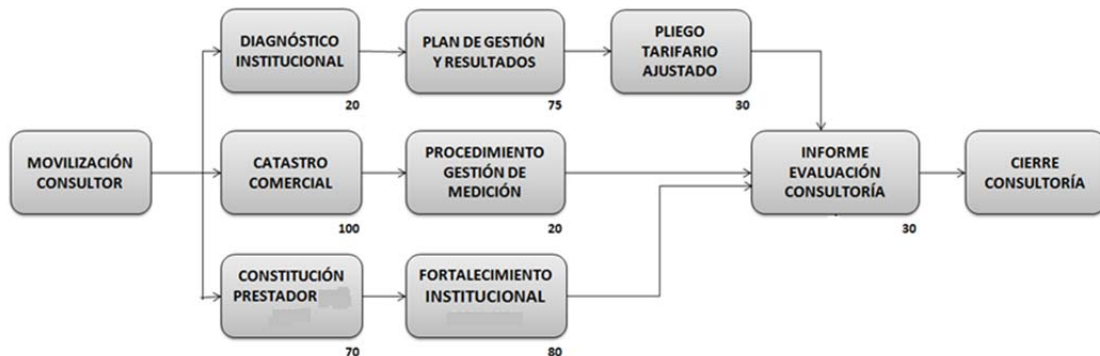 DIAGNÓSTICO
INSTITUCIONAL
20
PLAN DE GESTIÓN
Y RESULTADOS
75
PLIEGO
TARIFARIO
AJUSTADO
30
MOVILIZACIÓN
CONSULTOR
CATASTRO
COMERCIAL
100
PROCEDIMIENTO
GESTIÓN DE
MEDICIÓN
20
INFORME
EVALUACIÓN
CONSULTORÍA
30
CIERRE
CONSULTORÍA
CONSTITUCIÓN
PRESTADOR
70
FORTALECIMIENTO
INSTITUCIONAL
80